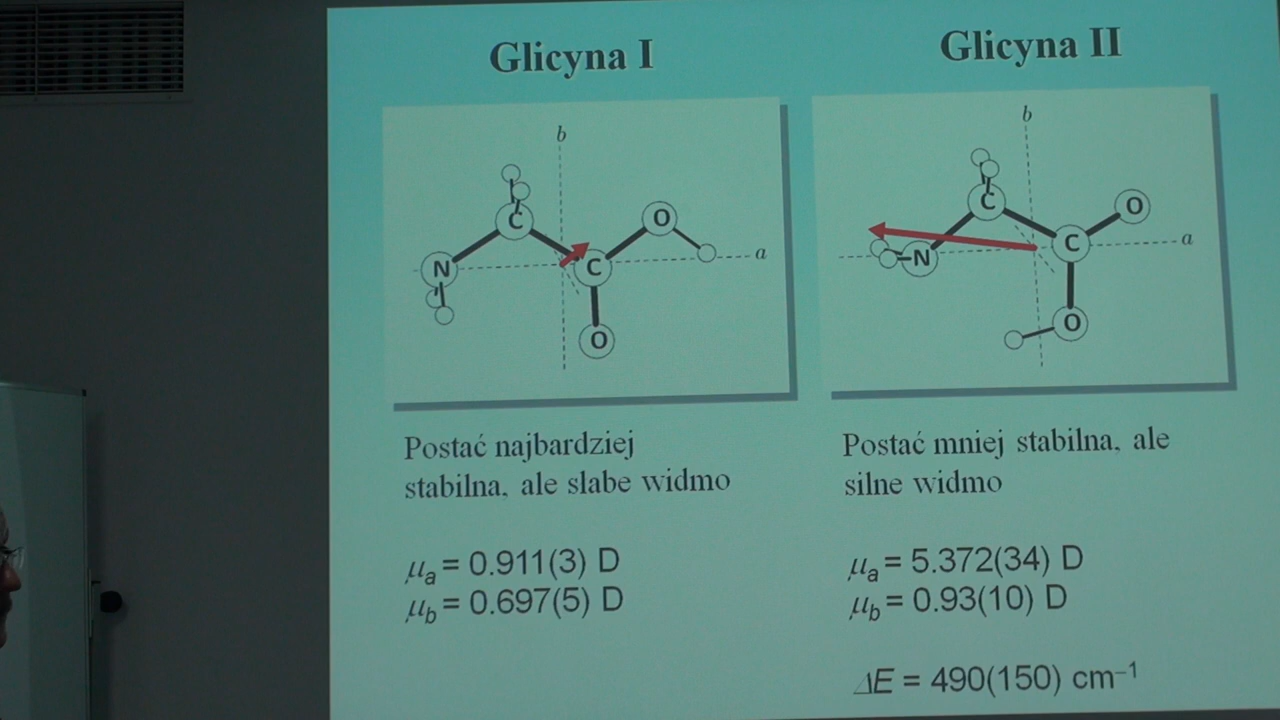 Glicyna I
b
C
O
N
C
a
O
Postać najbardziej
stabilna, ale slabe widmo
μa = 0.911(3) D
μb = 0.697(5) D
Glicyna II
b
C
O
N
C
a
O
Postać mniej stabilna, ale
silne widmo
μa = 5.372(34) D
μb = 0.93(10) D
ΔE = 490(150) cm⁻¹